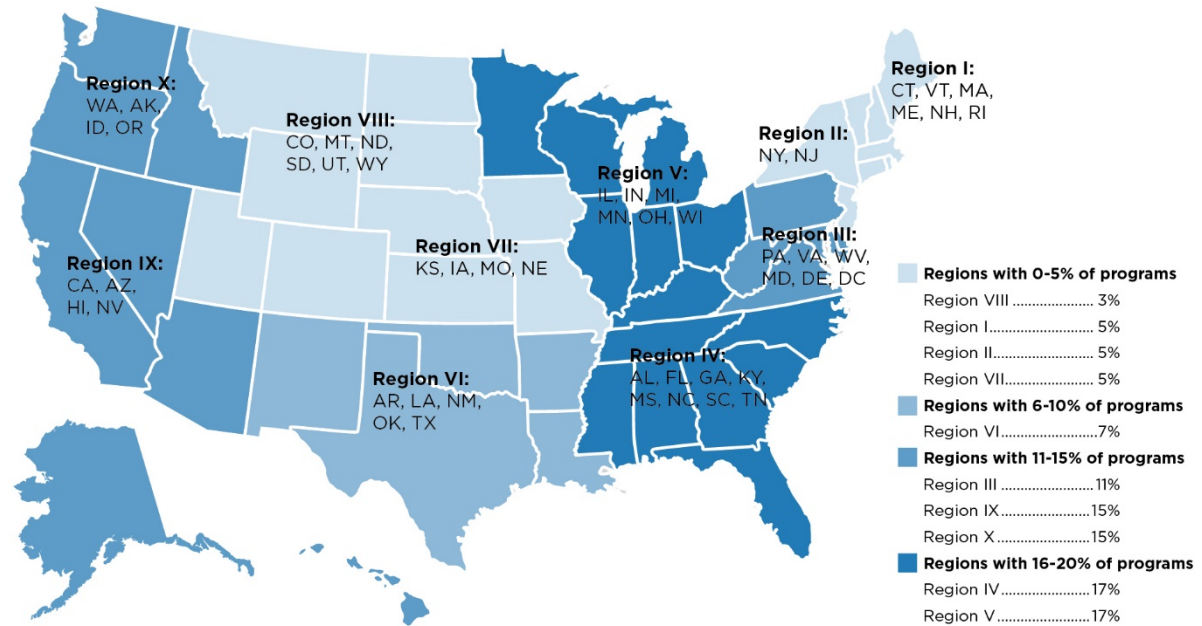 Region I:
CT, VT, MA,
ME, NH, RI
Region X:
WA, AK,
ID, OR
Region VIII:
CO, MT, ND,
SD, UT, WY
Region II:
NY, NJ
Region V:
IL, IN, MI,
MN, OH, WI
Region III:
PA, VA, WV,
MD, DE, DC
Region VII:
KS, IA, MO, NE
Region IX:
CA, AZ,
HI, NV
Region IV:
AL, FL, GA, KY,
MS, NC, SC, TN
Region VI:
AR, LA, NM,
OK, TX
Regions with 0-5% of programs
Region VIII ...................... 3%
Region I............................ 5%
Region II.......................... 5%
Region VII........................ 5%
Regions with 6-10% of programs
Region VI ......................... 7%
Regions with 11-15% of programs
Region III ........................ 11%
Region IX ........................ 15%
Region X ......................... 15%
Regions with 16-20% of programs
Region IV ........................ 17%
Region V ......................... 17%